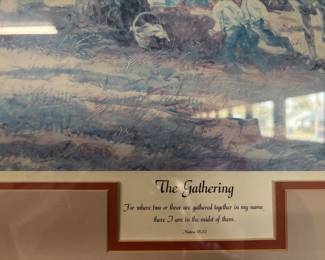 The Gathering
For where two or three are gathered together in my name,
there I am in the midst of them.